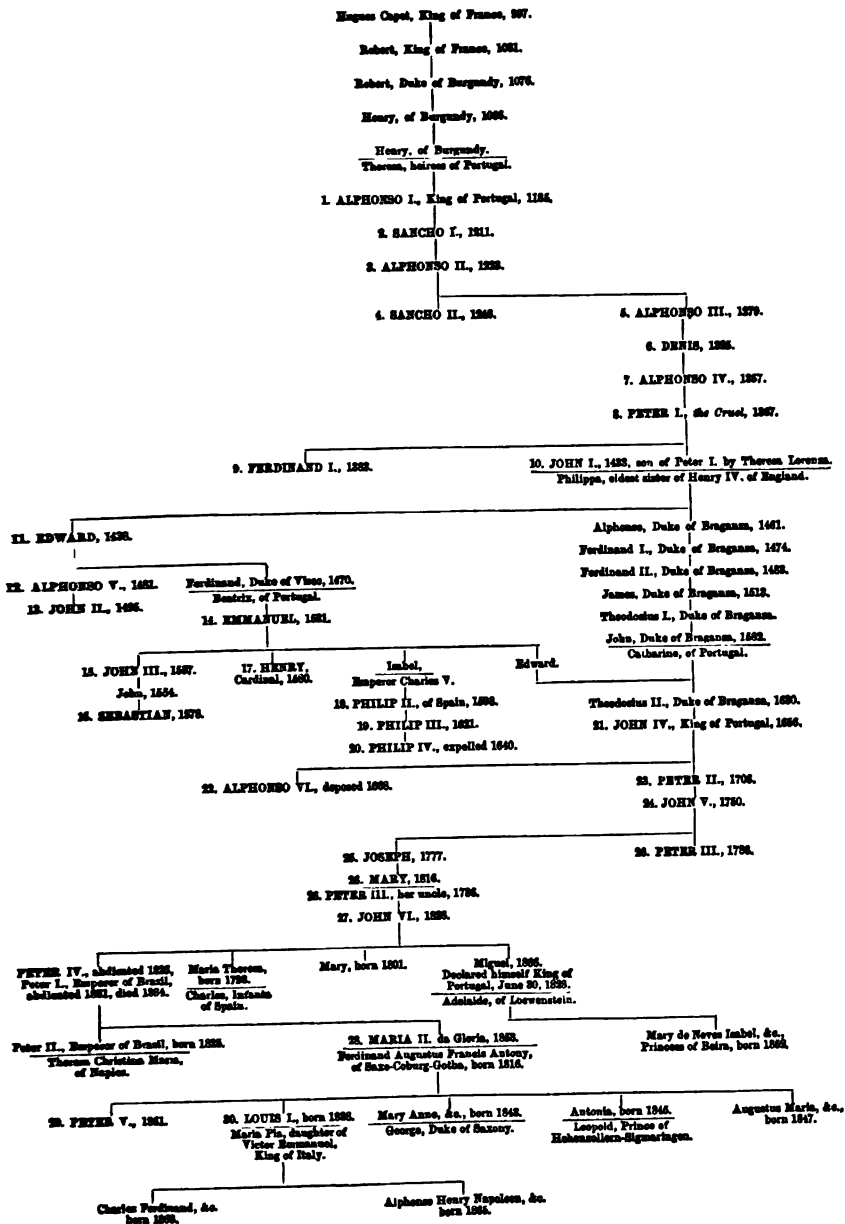 Hugues Capet, King of France, 997.
Robert, King of France, 1031.
Robert, Duke of Burgundy, 1076.
Henry, of Burgundy, 1066.
Henry, of Burgundy.
Theresa, heiress of Portugal.
1. ALPHONSO I., King of Portugal, 1185.
2. SANCHO I., 1211.
3. ALPHONSO II., 1223.
4. SANCHO II., 1246.
5. ALPHONSO III., 1279.
6. DENIS, 1325.
7. ALPHONSO IV., 1357.
8. PETER I., the Cruel, 1367.
9. FERDINAND I., 1383.
10. JOHN I., 1433, son of Peter I. by Theresa Lorenza.
Philippa, eldest sister of Henry IV. of England.
11. EDWARD, 1438.
Alphonso, Duke of Braganza, 1461.
Ferdinand I., Duke of Braganza, 1474.
12. ALPHONSO V., 1481.
Ferdinand, Duke of Viseo, 1470.
Beatrix, of Portugal.
Ferdinand II., Duke of Braganza, 1483.
13. JOHN II., 1495.
James, Duke of Braganza, 1513.
14. EMMANUEL, 1521.
Theodosius I., Duke of Braganza.
John, Duke of Braganza, 1582.
Catharine, of Portugal.
15. JOHN III., 1557.
17. HENRY,
Cardinal, 1580.
Isabel,
Emperor Charles V.
Edward.
John, 1554.
16. SEBASTIAN, 1578.
18. PHILIP II., of Spain, 1598.
19. PHILIP III., 1621.
20. PHILIP IV., expelled 1640.
Theodosius II., Duke of Braganza, 1630.
21. JOHN IV., King of Portugal, 1656.
22. ALPHONSO VI., deposed 1668.
23. PETER II., 1706.
24. JOHN V., 1750.
25. JOSEPH, 1777.
26. PETER III., 1786.
26. MARY, 1816.
26. PETER III., her uncle, 1786.
27. JOHN VI., 1826.
PETER IV., abdicated 1826,
Peter I., Emperor of Brazil,
abdicated 1831, died 1834.
Maria Theresa,
born 1793.
Charles, Infante
of Spain.
Mary, born 1801.
Miguel, 1866.
Declared himself King of
Portugal, June 30, 1828.
Adelaide, of Loewenstein.
Peter II., Emperor of Brazil, born 1825.
Theresa Christina Maria,
of Naples.
28. MARIA II. da Gloria, 1853.
Ferdinand Augustus Francis Antony,
of Saxe-Coburg-Gotha, born 1816.
Mary de Neves Isabel, &c.,
Princess of Beira, born 1852.
29. PETER V., 1861.
30. LOUIS I., born 1838.
Maria Pia, daughter of
Victor Emmanuel,
King of Italy.
Mary Anne, &c., born 1843.
George, Duke of Saxony.
Antonia, born 1845.
Leopold, Prince of
Hohenzollern-Sigmaringen.
Augustus Maria, &c.,
born 1847.
Charles Ferdinand, &c.
born 1863.
Alphonse Henry Napoleon, &c.
born 1865.